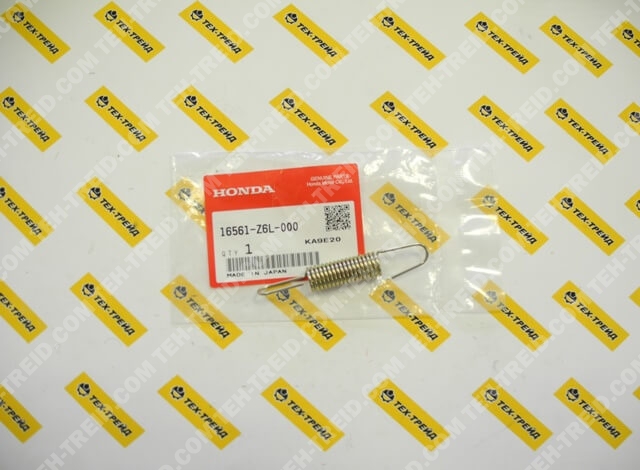 HONDA
GENUINE PARTS
Honda Motor Co., Ltd.
16561-Z6L-000
KA9E20
QTY 1
MADE IN JAPAN
ТЕХ-ТРЕЙД
TEH-TREID.COM